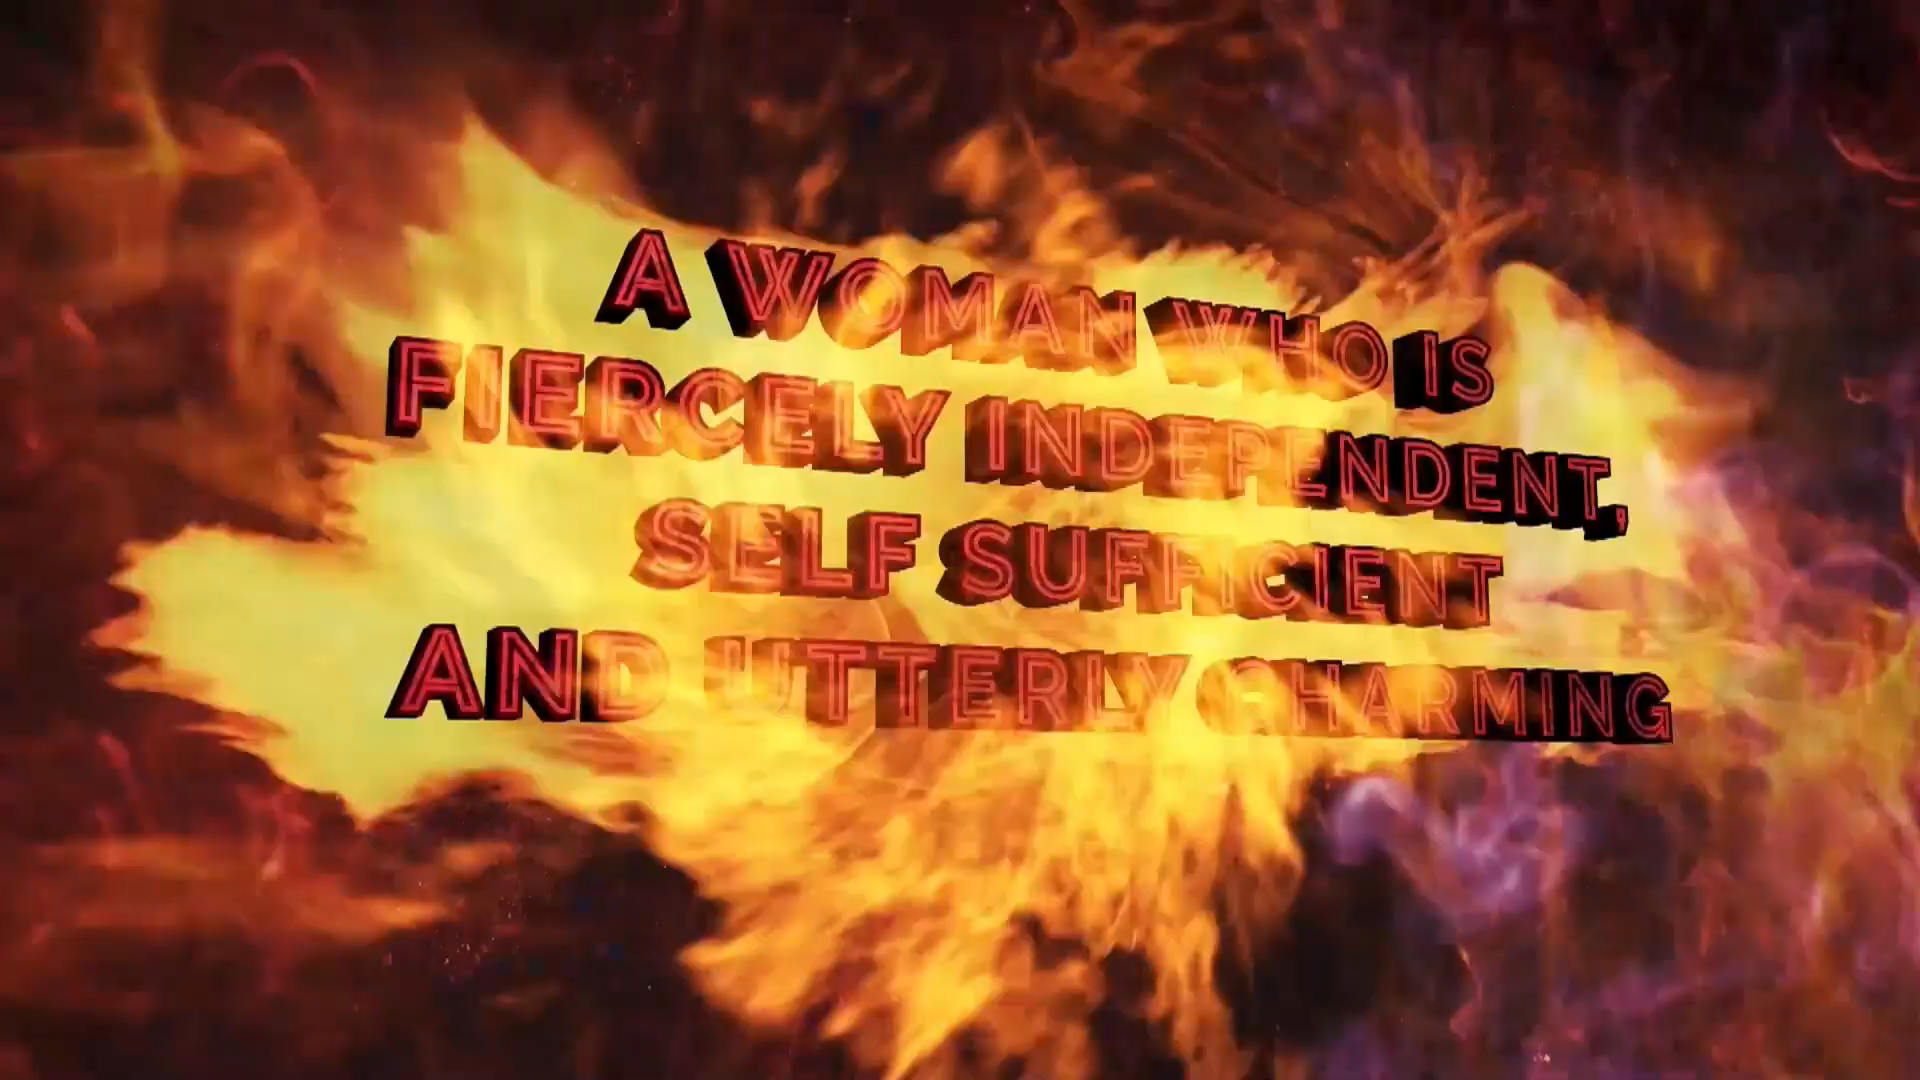 A WOMAN WHO IS
FIERCELY INDEPENDENT,
SELF SUFFICIENT
AND UTTERLY CHARMING